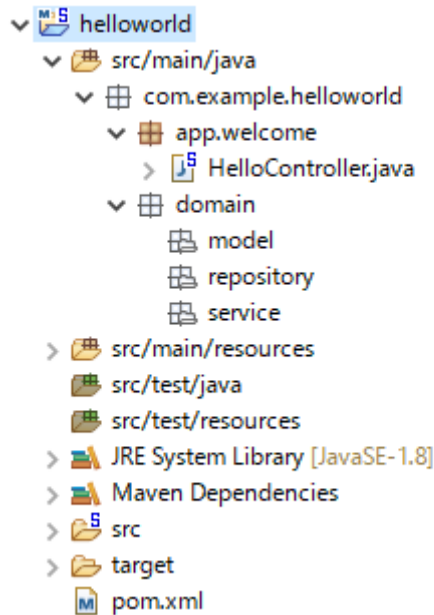 helloworld
src/main/java
com.example.helloworld
app.welcome
HelloController.java
domain
model
repository
service
src/main/resources
src/test/java
src/test/resources
JRE System Library [JavaSE-1.8]
Maven Dependencies
src
target
pom.xml